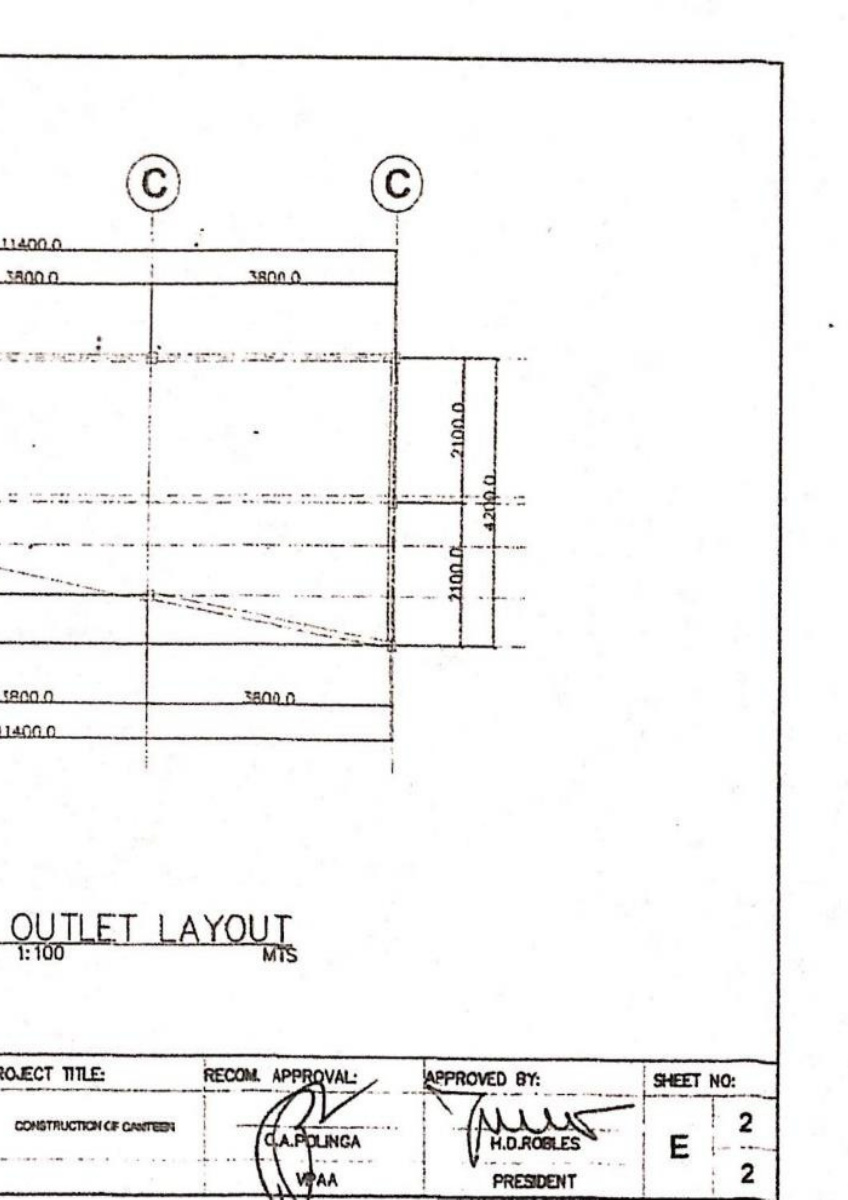 C C
11400.0
3800.0 3800.0
2100.0
4200.0
2100.0
3800.0 3800.0
11400.0
OUTLET LAYOUT
1:100 MTS
ROJECT TITLE: RECOM. APPROVAL: APPROVED BY: SHEET NO:
CONSTRUCTION OF CANTEEN
C.A.POLINGA H.D.ROBLES
E 2
VPAA PRESIDENT 2